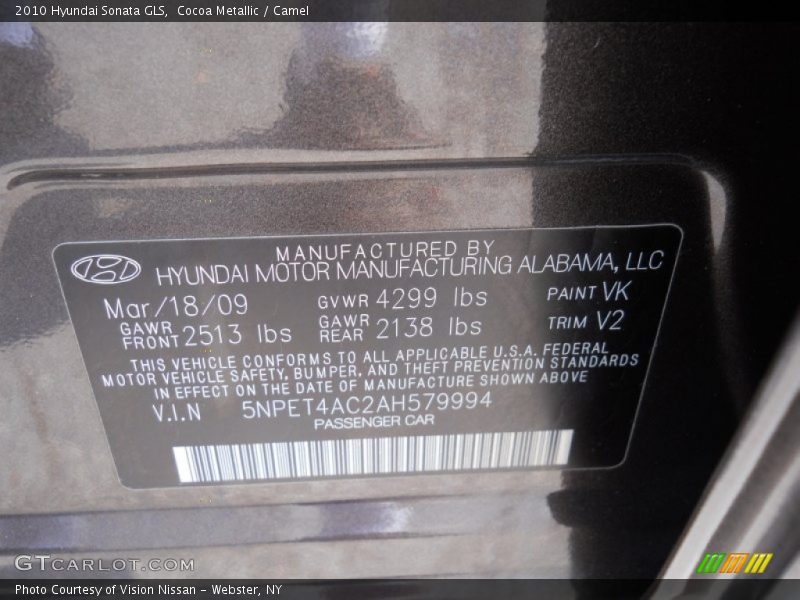 2010 Hyundai Sonata GLS, Cocoa Metallic / Camel
MANUFACTURED BY
HYUNDAI MOTOR MANUFACTURING ALABAMA, LLC
Mar/18/09 GVWR 4299 lbs PAINT VK
GAWR FRONT 2513 lbs GAWR REAR 2138 lbs TRIM V2
THIS VEHICLE CONFORMS TO ALL APPLICABLE U.S.A. FEDERAL
MOTOR VEHICLE SAFETY, BUMPER, AND THEFT PREVENTION STANDARDS
IN EFFECT ON THE DATE OF MANUFACTURE SHOWN ABOVE
V.I.N 5NPET4AC2AH579994
PASSENGER CAR
GTCARLOT.COM
Photo Courtesy of Vision Nissan - Webster, NY